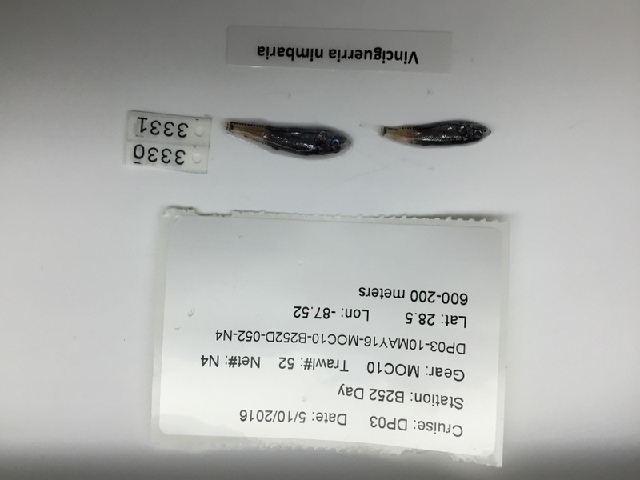 Cruise: DP03 Date: 5/10/2016
Station: B252 Day
Gear: MOC10 Trawl#: 52 Net#: N4
DP03-10MAY16-MOC10-B252D-052-N4
Lat: 28.5 Lon: -87.52
600-200 meters
3330
3331
Vinciguerria nimbaria